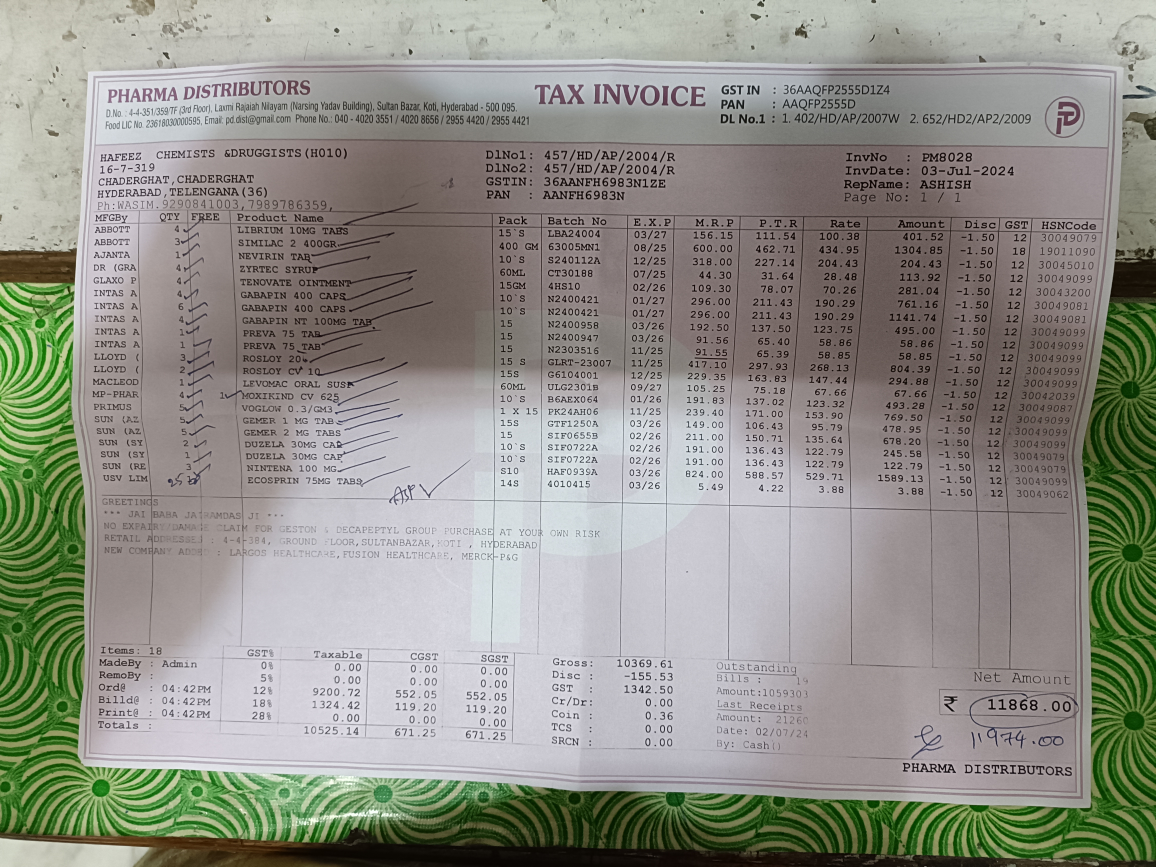 PHARMA DISTRIBUTORS
D.No. : 4-4-351/359/TF (3rd Floor), Laxmi Rajaiah Nilayam (Narsing Yadav Building), Sultan Bazar, Koti, Hyderabad - 500 095.
Food LIC No. 23618030000595, Email: pd.dist@gmail.com Phone No.: 040 - 4020 3551 / 4020 8656 / 2955 4420 / 2955 4421
TAX INVOICE
GST IN : 36AAQFP2555D1Z4
PAN : AAQFP2555D
DL No.1 : 1. 402/HD/AP/2007W 2. 652/HD2/AP2/2009
HAFEEZ CHEMISTS &DRUGGISTS(H010)
16-7-319
CHADERGHAT,CHADERGHAT
HYDERABAD,TELENGANA(36)
Ph:WASIM.9290841003,7989786359,
DlNo1: 457/HD/AP/2004/R
DlNo2: 457/HD/AP/2004/R
GSTIN: 36AANFH6983N1ZE
PAN : AANFH6983N
InvNo : PM8028
InvDate: 03-Jul-2024
RepName: ASHISH
Page No: 1 / 1
MFGBy QTY FREE Product Name Pack Batch No E.X.P M.R.P P.T.R Rate Amount Disc GST HSNCode
ABBOTT 4 LIBRIUM 10MG TABS 15`S LBA24004 03/27 156.15 111.54 100.38 401.52 -1.50 12 30049079
ABBOTT 3 SIMILAC 2 400GR 400 GM 63005MN1 08/25 600.00 462.71 434.95 1304.85 -1.50 18 19011090
AJANTA 1 NEVIRIN TAB 10`S S240112A 12/25 318.00 227.14 204.43 204.43 -1.50 12 30045010
DR (GRA 4 ZYRTEC SYRUP 60ML CT30188 07/25 44.30 31.64 28.48 113.92 -1.50 12
GLAXO P 4 TENOVATE OINTMENT 15GM 4HS10 02/26 109.30 78.07 70.26 281.04 -1.50 12 30043200
INTAS A 4 GABAPIN 400 CAPS 10`S N2400421 01/27 296.00 211.43 190.29 761.16 -1.50 12 30049081
INTAS A 6 GABAPIN 400 CAPS 10`S N2400421 01/27 296.00 211.43 190.29 1141.74 -1.50 12 30049081
INTAS A 4 GABAPIN NT 100MG TAB 15 N2400958 03/26 192.50 137.50 123.75 495.00 -1.50 12 30049099
INTAS A 1 PREVA 75 TAB 15 N2400947 03/26 91.56 65.40 58.86 58.86 -1.50 12 30049099
INTAS A 1 PREVA 75 TAB 15 N2303516 11/25 91.55 65.39 58.85 58.85 -1.50 12 30049099
LLOYD ( 3 ROSLOY 20 15 S GLRT-23007 11/25 417.10 297.93 268.13 804.39 -1.50 12 30049099
LLOYD ( 2 ROSLOY CV 10 15S G6104001 12/25 229.35 163.83 147.44 294.88 -1.50 12 30049099
MACLEOD 1 LEVOMAC ORAL SUSP 60ML ULG2301B 09/27 105.25 75.18 67.66 67.66 -1.50 12 30042039
MP-PHAR 4 MOXIKIND CV 625 10`S B6AEX064 01/26 191.83 137.02 123.32 493.28 -1.50 12 30049087
PRIMUS 5 VOGLOW 0.3/GM3 1 X 15 PK24AH06 11/25 239.40 171.00 153.90 769.50 -1.50 12 30049099
SUN (AZ 5 GEMER 1 MG TAB 15S GTF1250A 03/26 149.00 106.43 95.79 478.95 -1.50 12 30049099
SUN (AZ 5 GEMER 2 MG TABS 15 SIF0655B 02/26 211.00 150.71 135.64 678.20 -1.50 12 30049099
SUN (SY 2 DUZELA 30MG CAP 10`S SIF0722A 02/26 191.00 136.43 122.79 245.58 -1.50 12 30049079
SUN (SY 1 DUZELA 30MG CAP 10`S SIF0722A 02/26 191.00 136.43 122.79 122.79 -1.50 12 30049079
SUN (RE 3 NINTENA 100 MG S10 HAF0939A 03/26 824.00 588.57 529.71 1589.13 -1.50 12 30049099
USV LIM 25 ECOSPRIN 75MG TABS 14S 4010415 03/26 5.49 4.22 3.88 3.88 -1.50 12 30049062
GREETINGS
*** JAI BABA JAIRAMDAS JI ***
NO EXPAIRY/DAMAGE CLAIM FOR GESTON & DECAPEPTYL GROUP PURCHASE AT YOUR OWN RISK
RETAIL ADDRESSES : 4-4-384, GROUND FLOOR,SULTANBAZAR,KOTI , HYDERABAD
NEW COMPANY ADDED : LARGOS HEALTHCARE,FUSION HEALTHCARE, MERCK-P&G
Items: 18
MadeBy : Admin
RemoBy :
Ord@ : 04:42PM
Billd@ : 04:42PM
Print@ : 04:42PM
Totals :
GST% Taxable CGST SGST
0% 0.00 0.00 0.00
5% 0.00 0.00 0.00
12% 9200.72 552.05 552.05
18% 1324.42 119.20 119.20
28% 0.00 0.00 0.00
10525.14 671.25 671.25
Gross: 10369.61
Disc : -155.53
GST : 1342.50
Cr/Dr: 0.00
Coin : 0.36
TCS : 0.00
SRCN : 0.00
Outstanding
Bills : 19
Amount:1059303
Last Receipts
Amount: 21260
Date: 02/07/24
By: Cash()
Net Amount
₹ 11868.00
11974.00
PHARMA DISTRIBUTORS